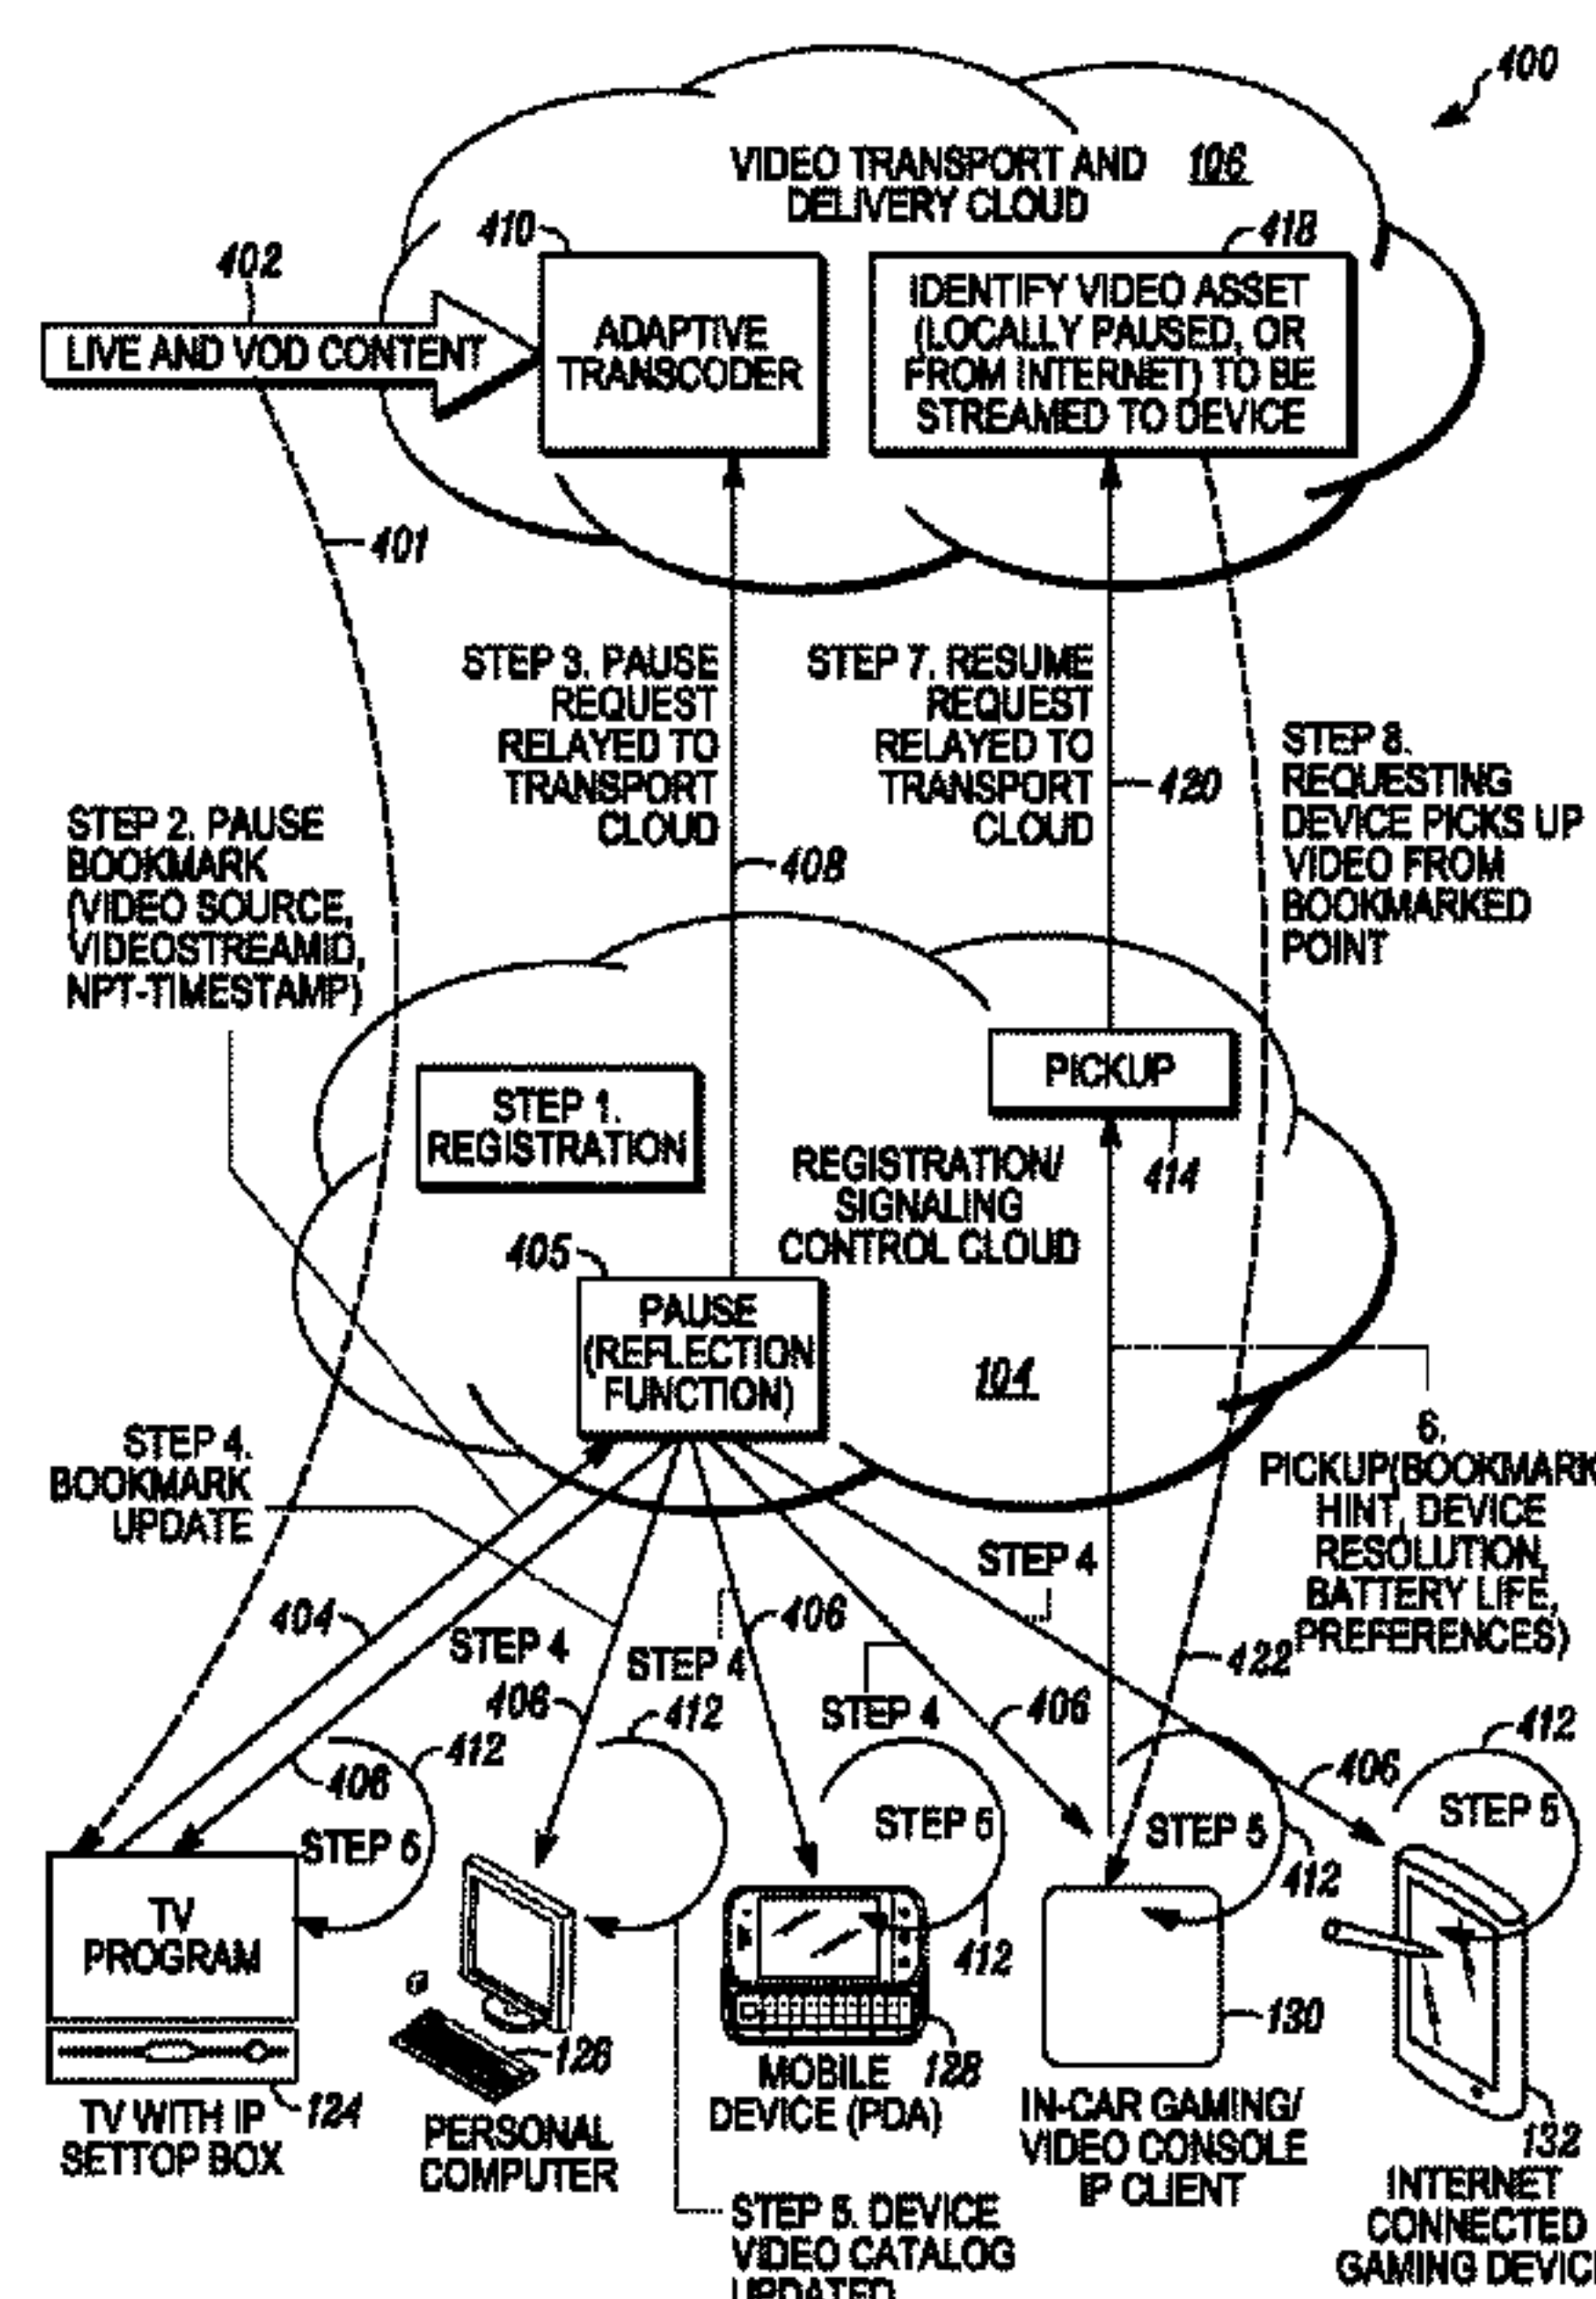 400
VIDEO TRANSPORT AND
DELIVERY CLOUD
106
410
418
402
LIVE AND VOD CONTENT
ADAPTIVE
TRANSCODER
IDENTIFY VIDEO ASSET
(LOCALLY PAUSED, OR
FROM INTERNET) TO BE
STREAMED TO DEVICE
401
STEP 3. PAUSE
REQUEST
RELAYED TO
TRANSPORT
CLOUD
408
STEP 7. RESUME
REQUEST
RELAYED TO
TRANSPORT
CLOUD
420
STEP 8.
REQUESTING
DEVICE PICKS UP
VIDEO FROM
BOOKMARKED
POINT
STEP 2. PAUSE
BOOKMARK
(VIDEO SOURCE,
VIDEOSTREAMID,
NPT-TIMESTAMP)
STEP 1.
REGISTRATION
PICKUP
414
REGISTRATION/
SIGNALING
CONTROL CLOUD
405
PAUSE
(REFLECTION
FUNCTION)
104
STEP 4.
BOOKMARK
UPDATE
6.
PICKUP(BOOKMARK
HINT, DEVICE
RESOLUTION,
BATTERY LIFE,
PREFERENCES)
STEP 4
404
STEP 4
406
STEP 4
406
STEP 4
406
422
412
406
STEP 5
412
STEP 5
412
STEP 5
412
406
412
STEP 5
TV
PROGRAM
124
TV WITH IP
SETTOP BOX
126
PERSONAL
COMPUTER
128
MOBILE
DEVICE (PDA)
130
IN-CAR GAMING/
VIDEO CONSOLE
IP CLIENT
132
INTERNET
CONNECTED
GAMING DEVIC
STEP 5. DEVICE
VIDEO CATALOG
UPDATED